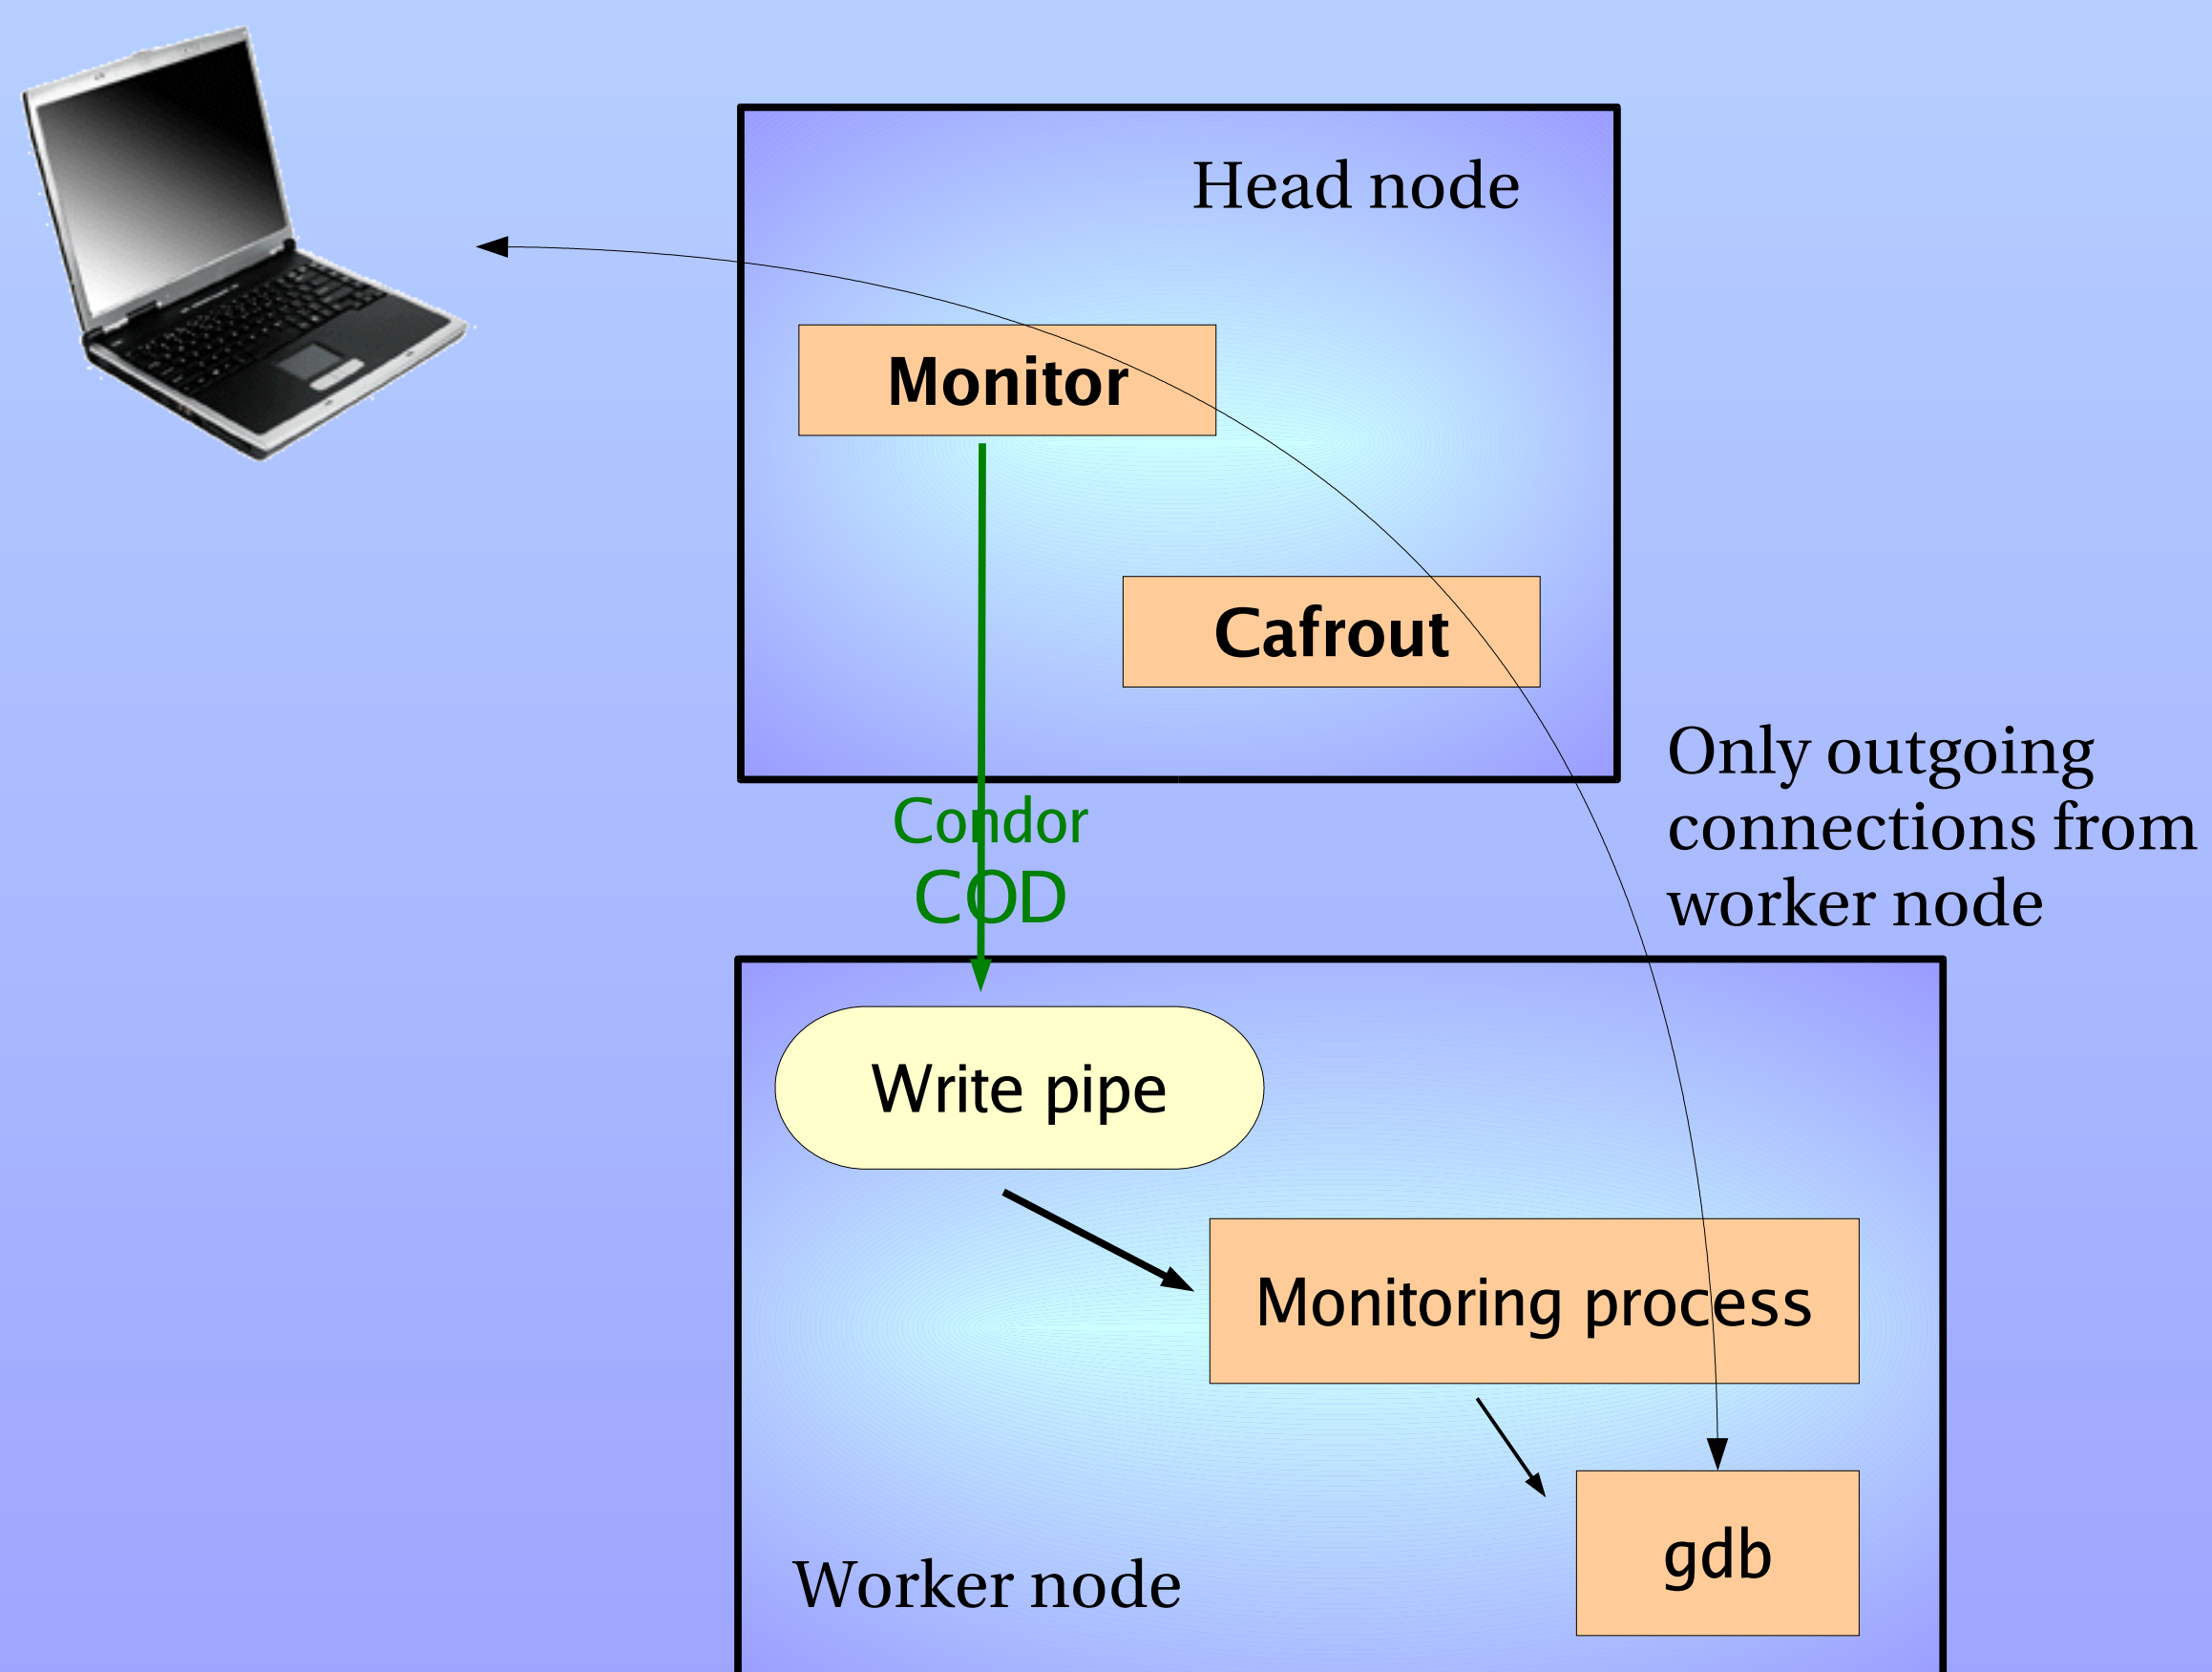 Head node
Monitor
Cafrout
Only outgoing
connections from
worker node
Condor
COD
Write pipe
Monitoring process
gdb
Worker node